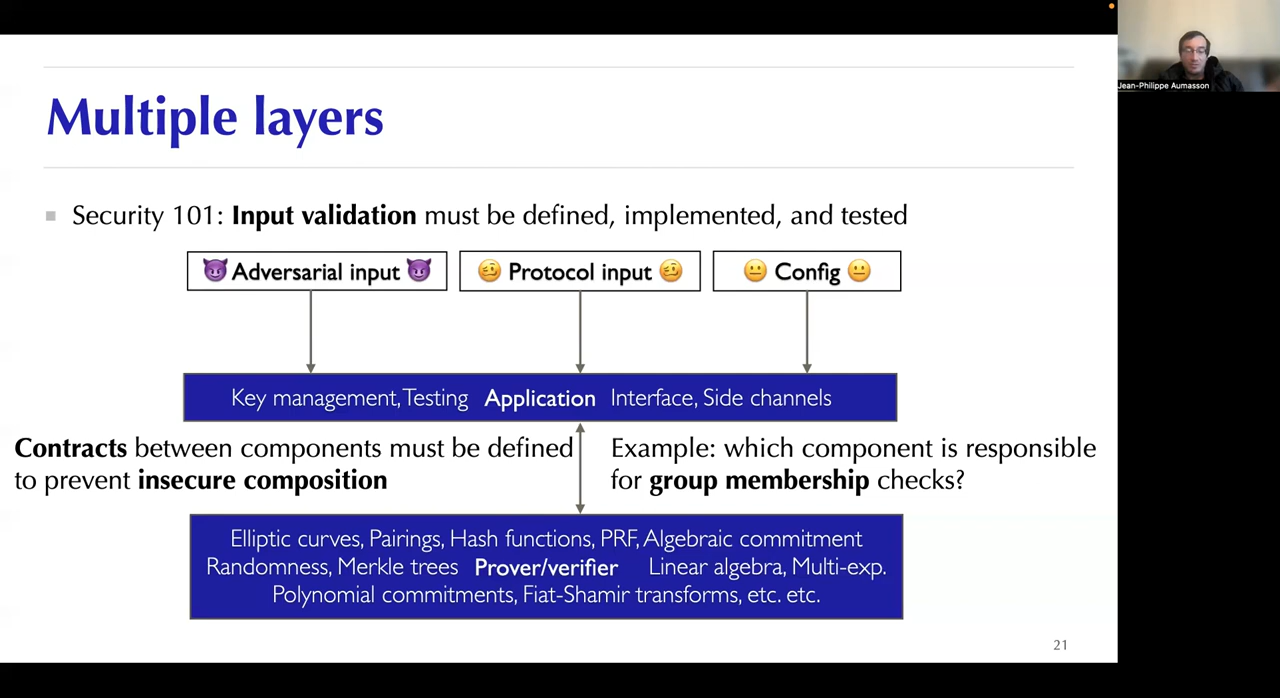 Jean-Philippe Aumasson
Multiple layers
Security 101: Input validation must be defined, implemented, and tested
😈 Adversarial input 😈
🥴 Protocol input 🥴
😐 Config 😐
Key management, Testing Application Interface, Side channels
Contracts between components must be defined
to prevent insecure composition
Example: which component is responsible
for group membership checks?
Elliptic curves, Pairings, Hash functions, PRF, Algebraic commitment
Randomness, Merkle trees Prover/verifier Linear algebra, Multi-exp.
Polynomial commitments, Fiat-Shamir transforms, etc. etc.
21